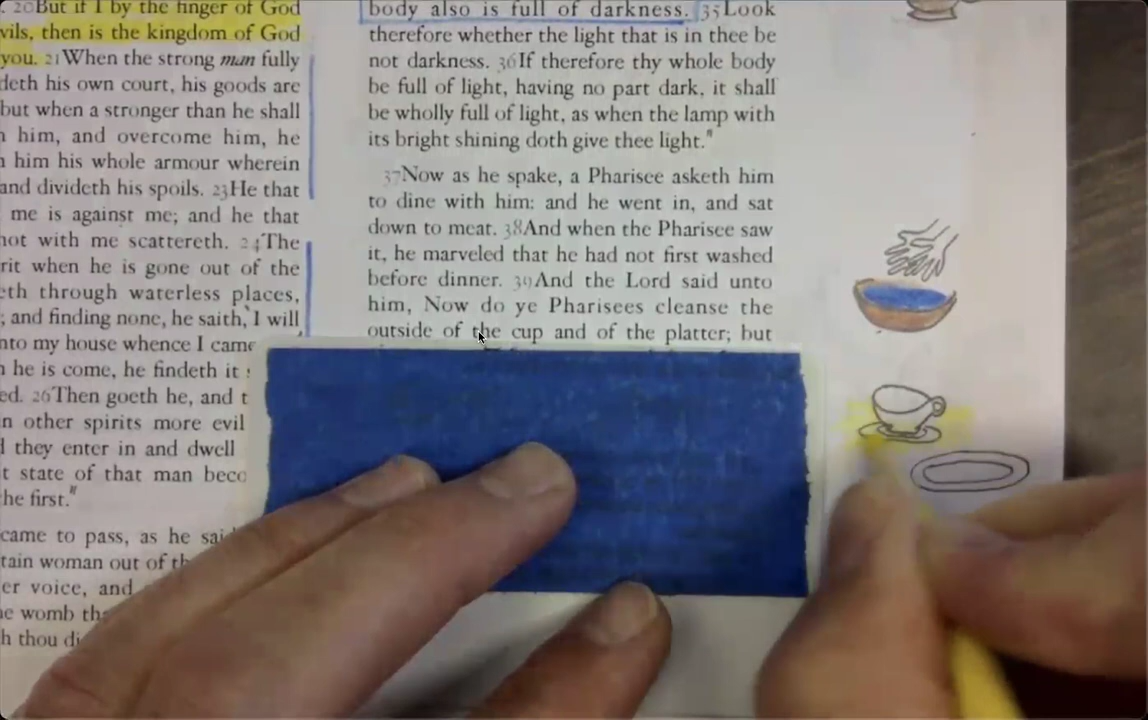 20But if I by the finger of God
vils, then is the kingdom of God
you. 21When the strong man fully
deth his own court, his goods are
but when a stronger than he shall
him, and overcome him, he
him his whole armour wherein
and divideth his spoils. 23He that
me is against me; and he that
not with me scattereth. 24The
rit when he is gone out of the
eth through waterless places,
; and finding none, he saith, I will
nto my house whence I came
he is come, he findeth it
ed. 26Then goeth he, and t
n other spirits more evil
they enter in and dwell
t state of that man beco
he first."
came to pass, as he sai
tain woman out of th
er voice, and
e womb tha
h thou di
body also is full of darkness. 35Look
therefore whether the light that is in thee be
not darkness. 36If therefore thy whole body
be full of light, having no part dark, it shall
be wholly full of light, as when the lamp with
its bright shining doth give thee light."
37Now as he spake, a Pharisee asketh him
to dine with him: and he went in, and sat
down to meat. 38And when the Pharisee saw
it, he marveled that he had not first washed
before dinner. 39And the Lord said unto
him, Now do ye Pharisees cleanse the
outside of the cup and of the platter; but